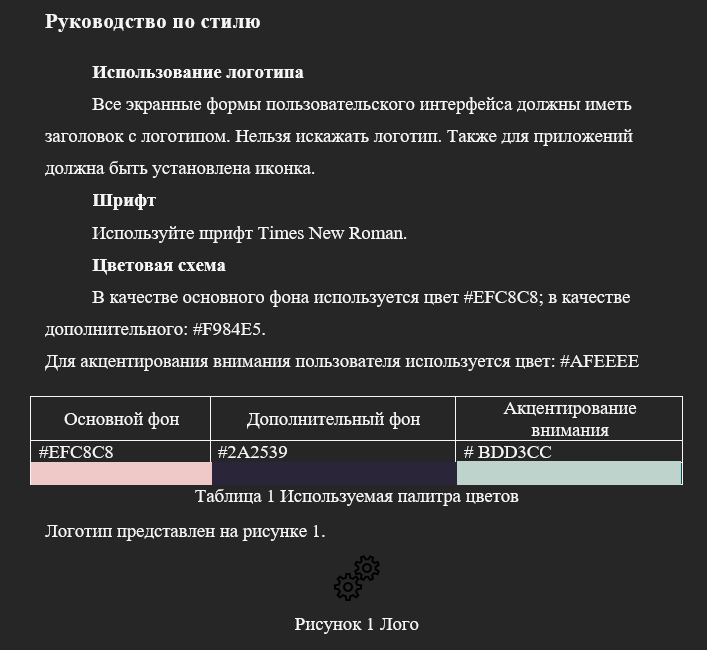 Руководство по стилю
Использование логотипа
Все экранные формы пользовательского интерфейса должны иметь
заголовок с логотипом. Нельзя искажать логотип. Также для приложений
должна быть установлена иконка.
Шрифт
Используйте шрифт Times New Roman.
Цветовая схема
В качестве основного фона используется цвет #EFC8C8; в качестве
дополнительного: #F984E5.
Для акцентирования внимания пользователя используется цвет: #AFEEEE
Основной фон
Дополнительный фон
Акцентирование
внимания
#EFC8C8
#2A2539
# BDD3CC
Таблица 1 Используемая палитра цветов
Логотип представлен на рисунке 1.
Рисунок 1 Лого